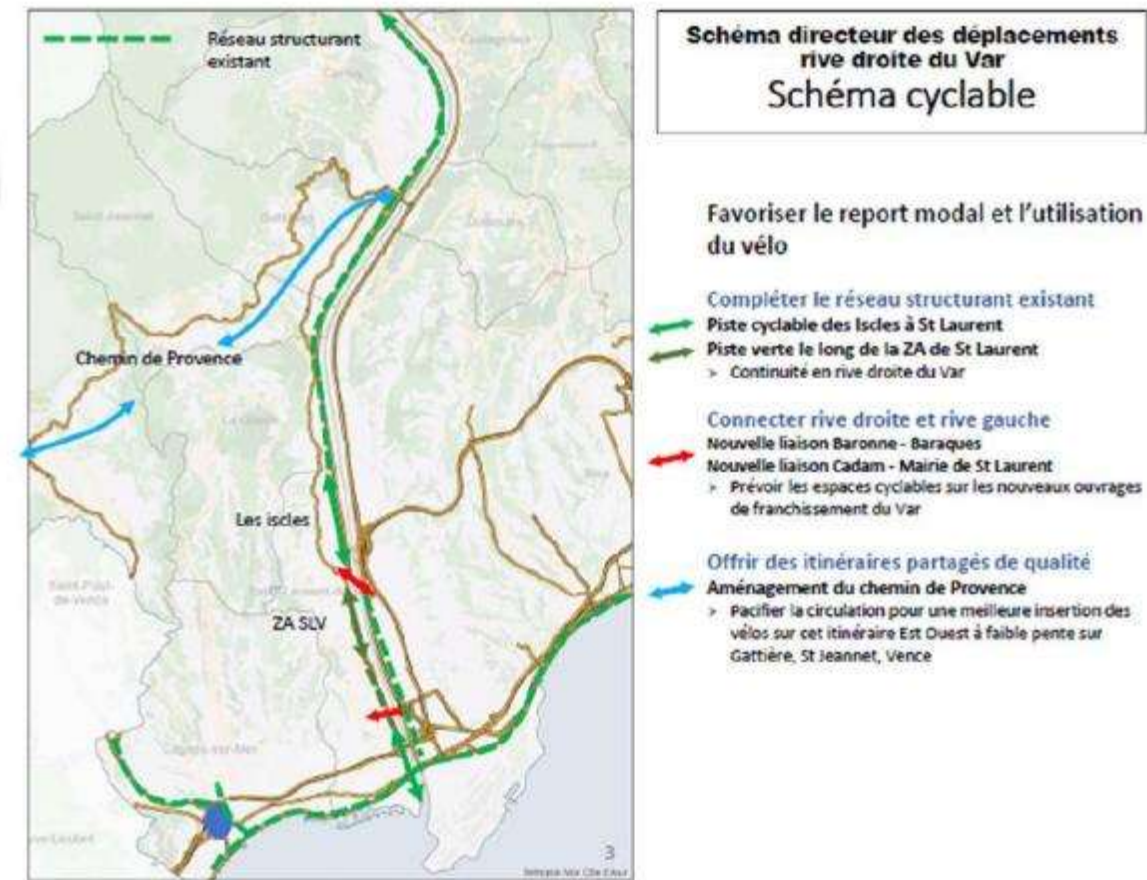 Réseau structurant
existant
Chemin de Provence
Les iscles
ZA SLV
3
Schéma directeur des déplacements
rive droite du Var
Schéma cyclable
Favoriser le report modal et l'utilisation
du vélo
Compléter le réseau structurant existant
Piste cyclable des Iscles à St Laurent
Piste verte le long de la ZA de St Laurent
> Continuité en rive droite du Var
Connecter rive droite et rive gauche
Nouvelle liaison Baronne - Baraques
Nouvelle liaison Cadam - Mairie de St Laurent
> Prévoir les espaces cyclables sur les nouveaux ouvrages
de franchissement du Var
Offrir des itinéraires partagés de qualité
Aménagement du chemin de Provence
> Pacifier la circulation pour une meilleure insertion des
vélos sur cet itinéraire Est Ouest à faible pente sur
Gattière, St Jeannet, Vence